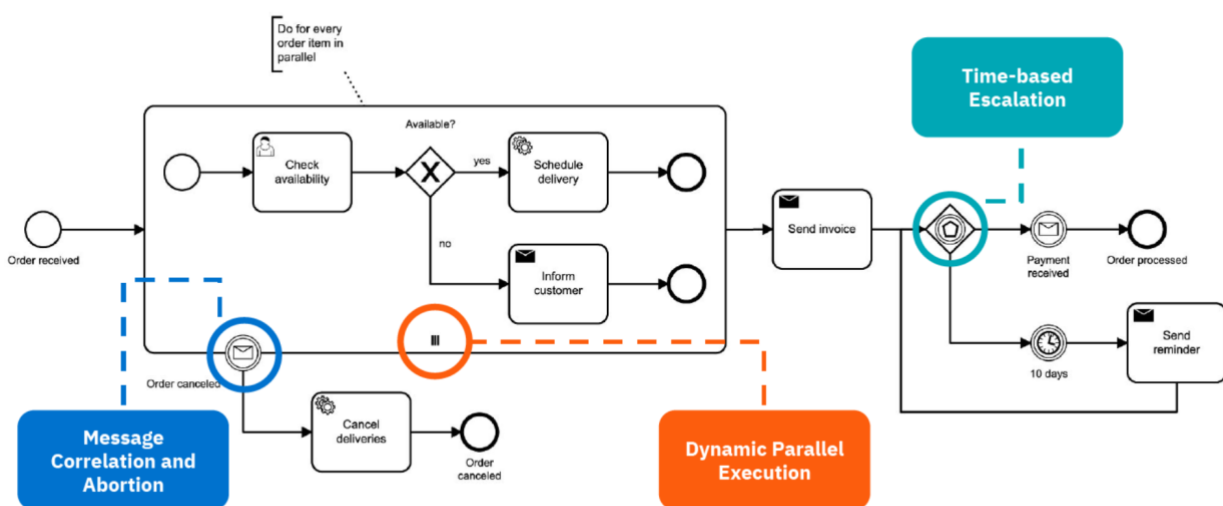 Do for every
order item in
parallel
Time-based
Escalation
Available?
Check
availability
yes
Schedule
delivery
Send invoice
no
Order received
Payment
received
Order processed
Inform
customer
Send
reminder
10 days
Order canceled
Cancel
deliveries
Order
canceled
Message
Correlation and
Abortion
Dynamic Parallel
Execution